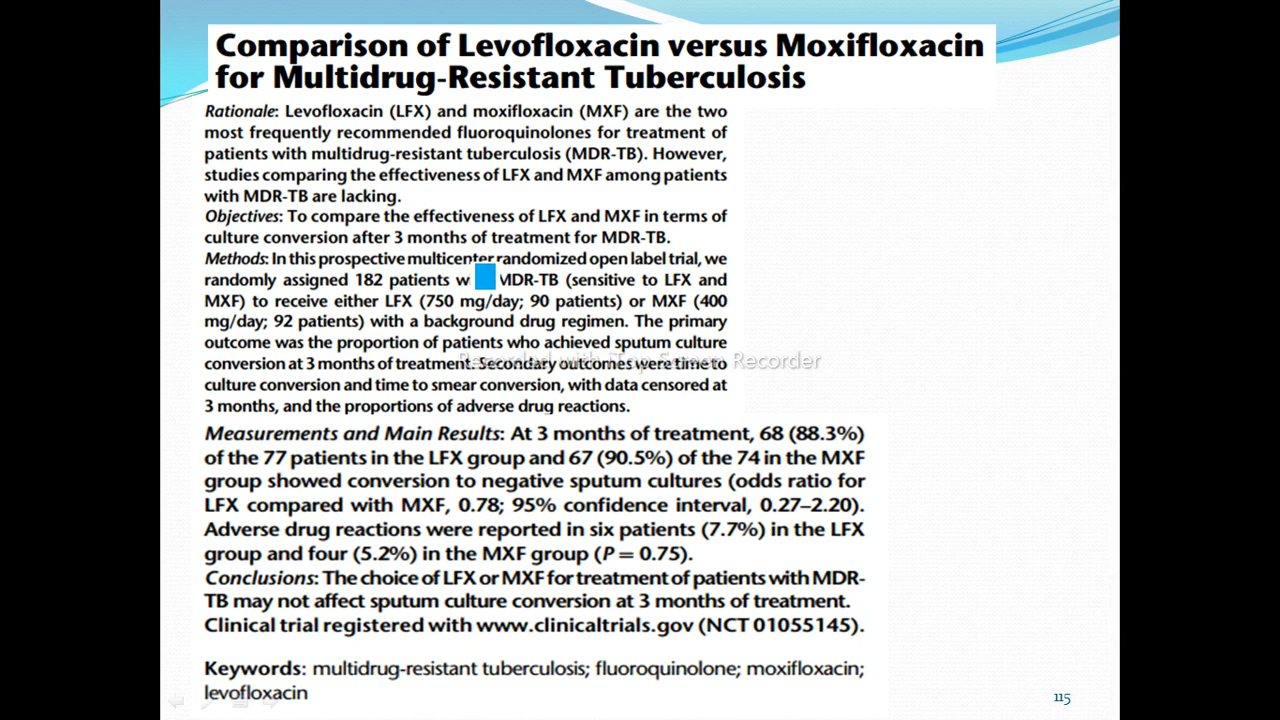 Comparison of Levofloxacin versus Moxifloxacin
for Multidrug-Resistant Tuberculosis
Rationale: Levofloxacin (LFX) and moxifloxacin (MXF) are the two
most frequently recommended fluoroquinolones for treatment of
patients with multidrug-resistant tuberculosis (MDR-TB). However,
studies comparing the effectiveness of LFX and MXF among patients
with MDR-TB are lacking.
Objectives: To compare the effectiveness of LFX and MXF in terms of
culture conversion after 3 months of treatment for MDR-TB.
Methods: In this prospective multicenter randomized open label trial, we
randomly assigned 182 patients MDR-TB (sensitive to LFX and
MXF) to receive either LFX (750 mg/day; 90 patients) or MXF (400
mg/day; 92 patients) with a background drug regimen. The primary
outcome was the proportion of patients who achieved sputum culture
conversion at 3 months of treatment. Secondary outcomes were time to
Recorded with iTop Screen Recorder
culture conversion and time to smear conversion, with data censored at
3 months, and the proportions of adverse drug reactions.
Measurements and Main Results: At 3 months of treatment, 68 (88.3%)
of the 77 patients in the LFX group and 67 (90.5%) of the 74 in the MXF
group showed conversion to negative sputum cultures (odds ratio for
LFX compared with MXF, 0.78; 95% confidence interval, 0.27–2.20).
Adverse drug reactions were reported in six patients (7.7%) in the LFX
group and four (5.2%) in the MXF group (P = 0.75).
Conclusions: The choice of LFX or MXF for treatment of patients with MDR-
TB may not affect sputum culture conversion at 3 months of treatment.
Clinical trial registered with www.clinicaltrials.gov (NCT 01055145).
Keywords: multidrug-resistant tuberculosis; fluoroquinolone; moxifloxacin;
levofloxacin
115